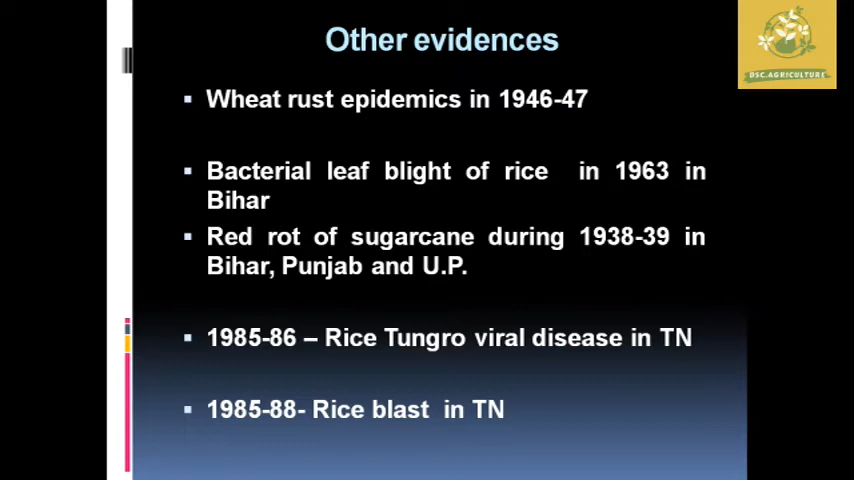 Other evidences
DSC.AGRICULTURE
▪ Wheat rust epidemics in 1946-47
▪ Bacterial leaf blight of rice in 1963 in
Bihar
▪ Red rot of sugarcane during 1938-39 in
Bihar, Punjab and U.P.
▪ 1985-86 – Rice Tungro viral disease in TN
▪ 1985-88- Rice blast in TN